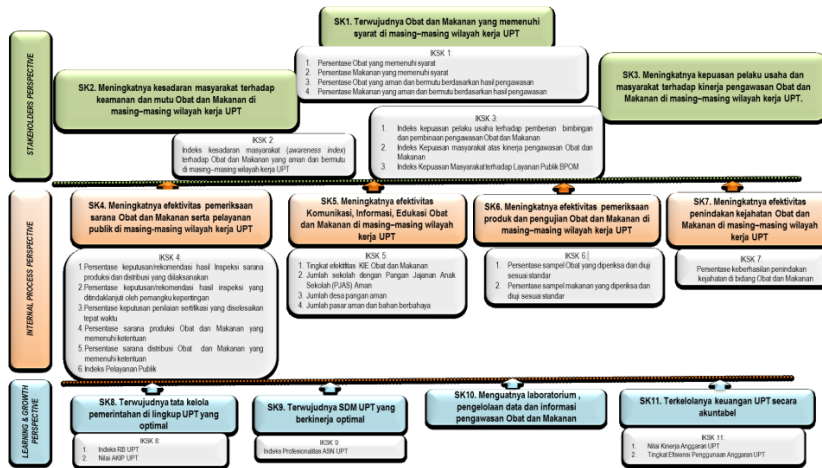 STAKEHOLDERS PERSPECTIVE
SK1. Terwujudnya Obat dan Makanan yang memenuhi
syarat di masing–masing wilayah kerja UPT
IKSK 1:
1. Persentase Obat yang memenuhi syarat
2. Persentase Makanan yang memenuhi syarat
3. Persentase Obat yang aman dan bermutu berdasarkan hasil pengawasan
4. Persentase Makanan yang aman dan bermutu berdasarkan hasil pengawasan
SK2. Meningkatnya kesadaran masyarakat terhadap
keamanan dan mutu Obat dan Makanan di
masing–masing wilayah kerja UPT
IKSK 2:
Indeks kesadaran masyarakat (awareness index)
terhadap Obat dan Makanan yang aman dan bermutu
di masing–masing wilayah kerja UPT
SK3. Meningkatnya kepuasan pelaku usaha dan
masyarakat terhadap kinerja pengawasan Obat
dan Makanan di masing–masing wilayah kerja UPT.
IKSK 3:
1. Indeks kepuasan pelaku usaha terhadap pemberian bimbingan
dan pembinaan pengawasan Obat dan Makanan
2. Indeks Kepuasan masyarakat atas kinerja pengawasan Obat dan
Makanan
3. Indeks Kepuasan Masyarakat terhadap Layanan Publik BPOM
INTERNAL PROCESS PERSPECTIVE
SK4. Meningkatnya efektivitas pemeriksaan
sarana Obat dan Makanan serta pelayanan
publik di masing-masing wilayah kerja UPT
IKSK 4:
1.Persentase keputusan/rekomendasi hasil Inspeksi sarana
produksi dan distribusi yang dilaksanakan
2.Persentase keputusan/rekomendasi hasil inspeksi yang
ditindaklanjuti oleh pemangku kepentingan
3.Persentase keputusan penilaian sertifikasi yang diselesaikan
tepat waktu
4.Persentase sarana produksi Obat dan Makanan yang
memenuhi ketentuan
5.Persentase sarana distribusi Obat dan Makanan yang
memenuhi ketentuan
6.Indeks Pelayanan Publik
SK5. Meningkatnya efektivitas
Komunikasi, Informasi, Edukasi Obat
dan Makanan di masing–masing wilayah
kerja UPT
IKSK 5:
1. Tingkat efektifitas KIE Obat dan Makanan
2. Jumlah sekolah dengan Pangan Jajanan Anak
Sekolah (PJAS) Aman
3. Jumlah desa pangan aman
4. Jumlah pasar aman dari bahan berbahaya
SK6. Meningkatnya efektivitas pemeriksaan
produk dan pengujian Obat dan Makanan di
masing–masing wilayah kerja UPT
IKSK 6:
1. Persentase sampel Obat yang diperiksa dan diuji
sesuai standar
2. Persentase sampel makanan yang diperiksa dan
diuji sesuai standar
SK7. Meningkatnya efektivitas
penindakan kejahatan Obat dan
Makanan di masing–masing wilayah kerja
UPT
IKSK 7:
Persentase keberhasilan penindakan
kejahatan di bidang Obat dan Makanan
LEARNING & GROWTH
PERSPECTIVE
SK8. Terwujudnya tata kelola
pemerintahan di lingkup UPT yang
optimal
IKSK 8:
1. Indeks RB UPT
2. Nilai AKIP UPT
SK9. Terwujudnya SDM UPT yang
berkinerja optimal
IKSK 9:
Indeks Profesionalitas ASN UPT
SK10. Menguatnya laboratorium ,
pengelolaan data dan informasi
pengawasan Obat dan Makanan
SK11. Terkelolanya keuangan UPT secara
akuntabel
IKSK 11:
1. Nilai Kinerja Anggaran UPT
2. Tingkat Efisiensi Penggunaan Anggaran UPT